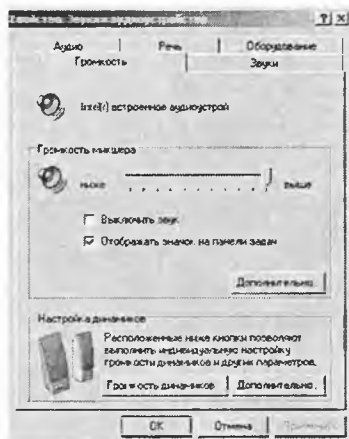 Свойства: Звуки и аудиоустройства
Аудио Речь Оборудование
Громкость Звуки
Intel(r) встроенное аудиоустрой
Громкость микшера
ниже выше
Выключить звук
Отображать значок на панели задач
Дополнительно...
Настройка динамиков
Расположенные ниже кнопки позволяют
выполнить индивидуальную настройку
громкости динамиков и других параметров.
Громкость динамиков Дополнительно...
OK Отмена Применить